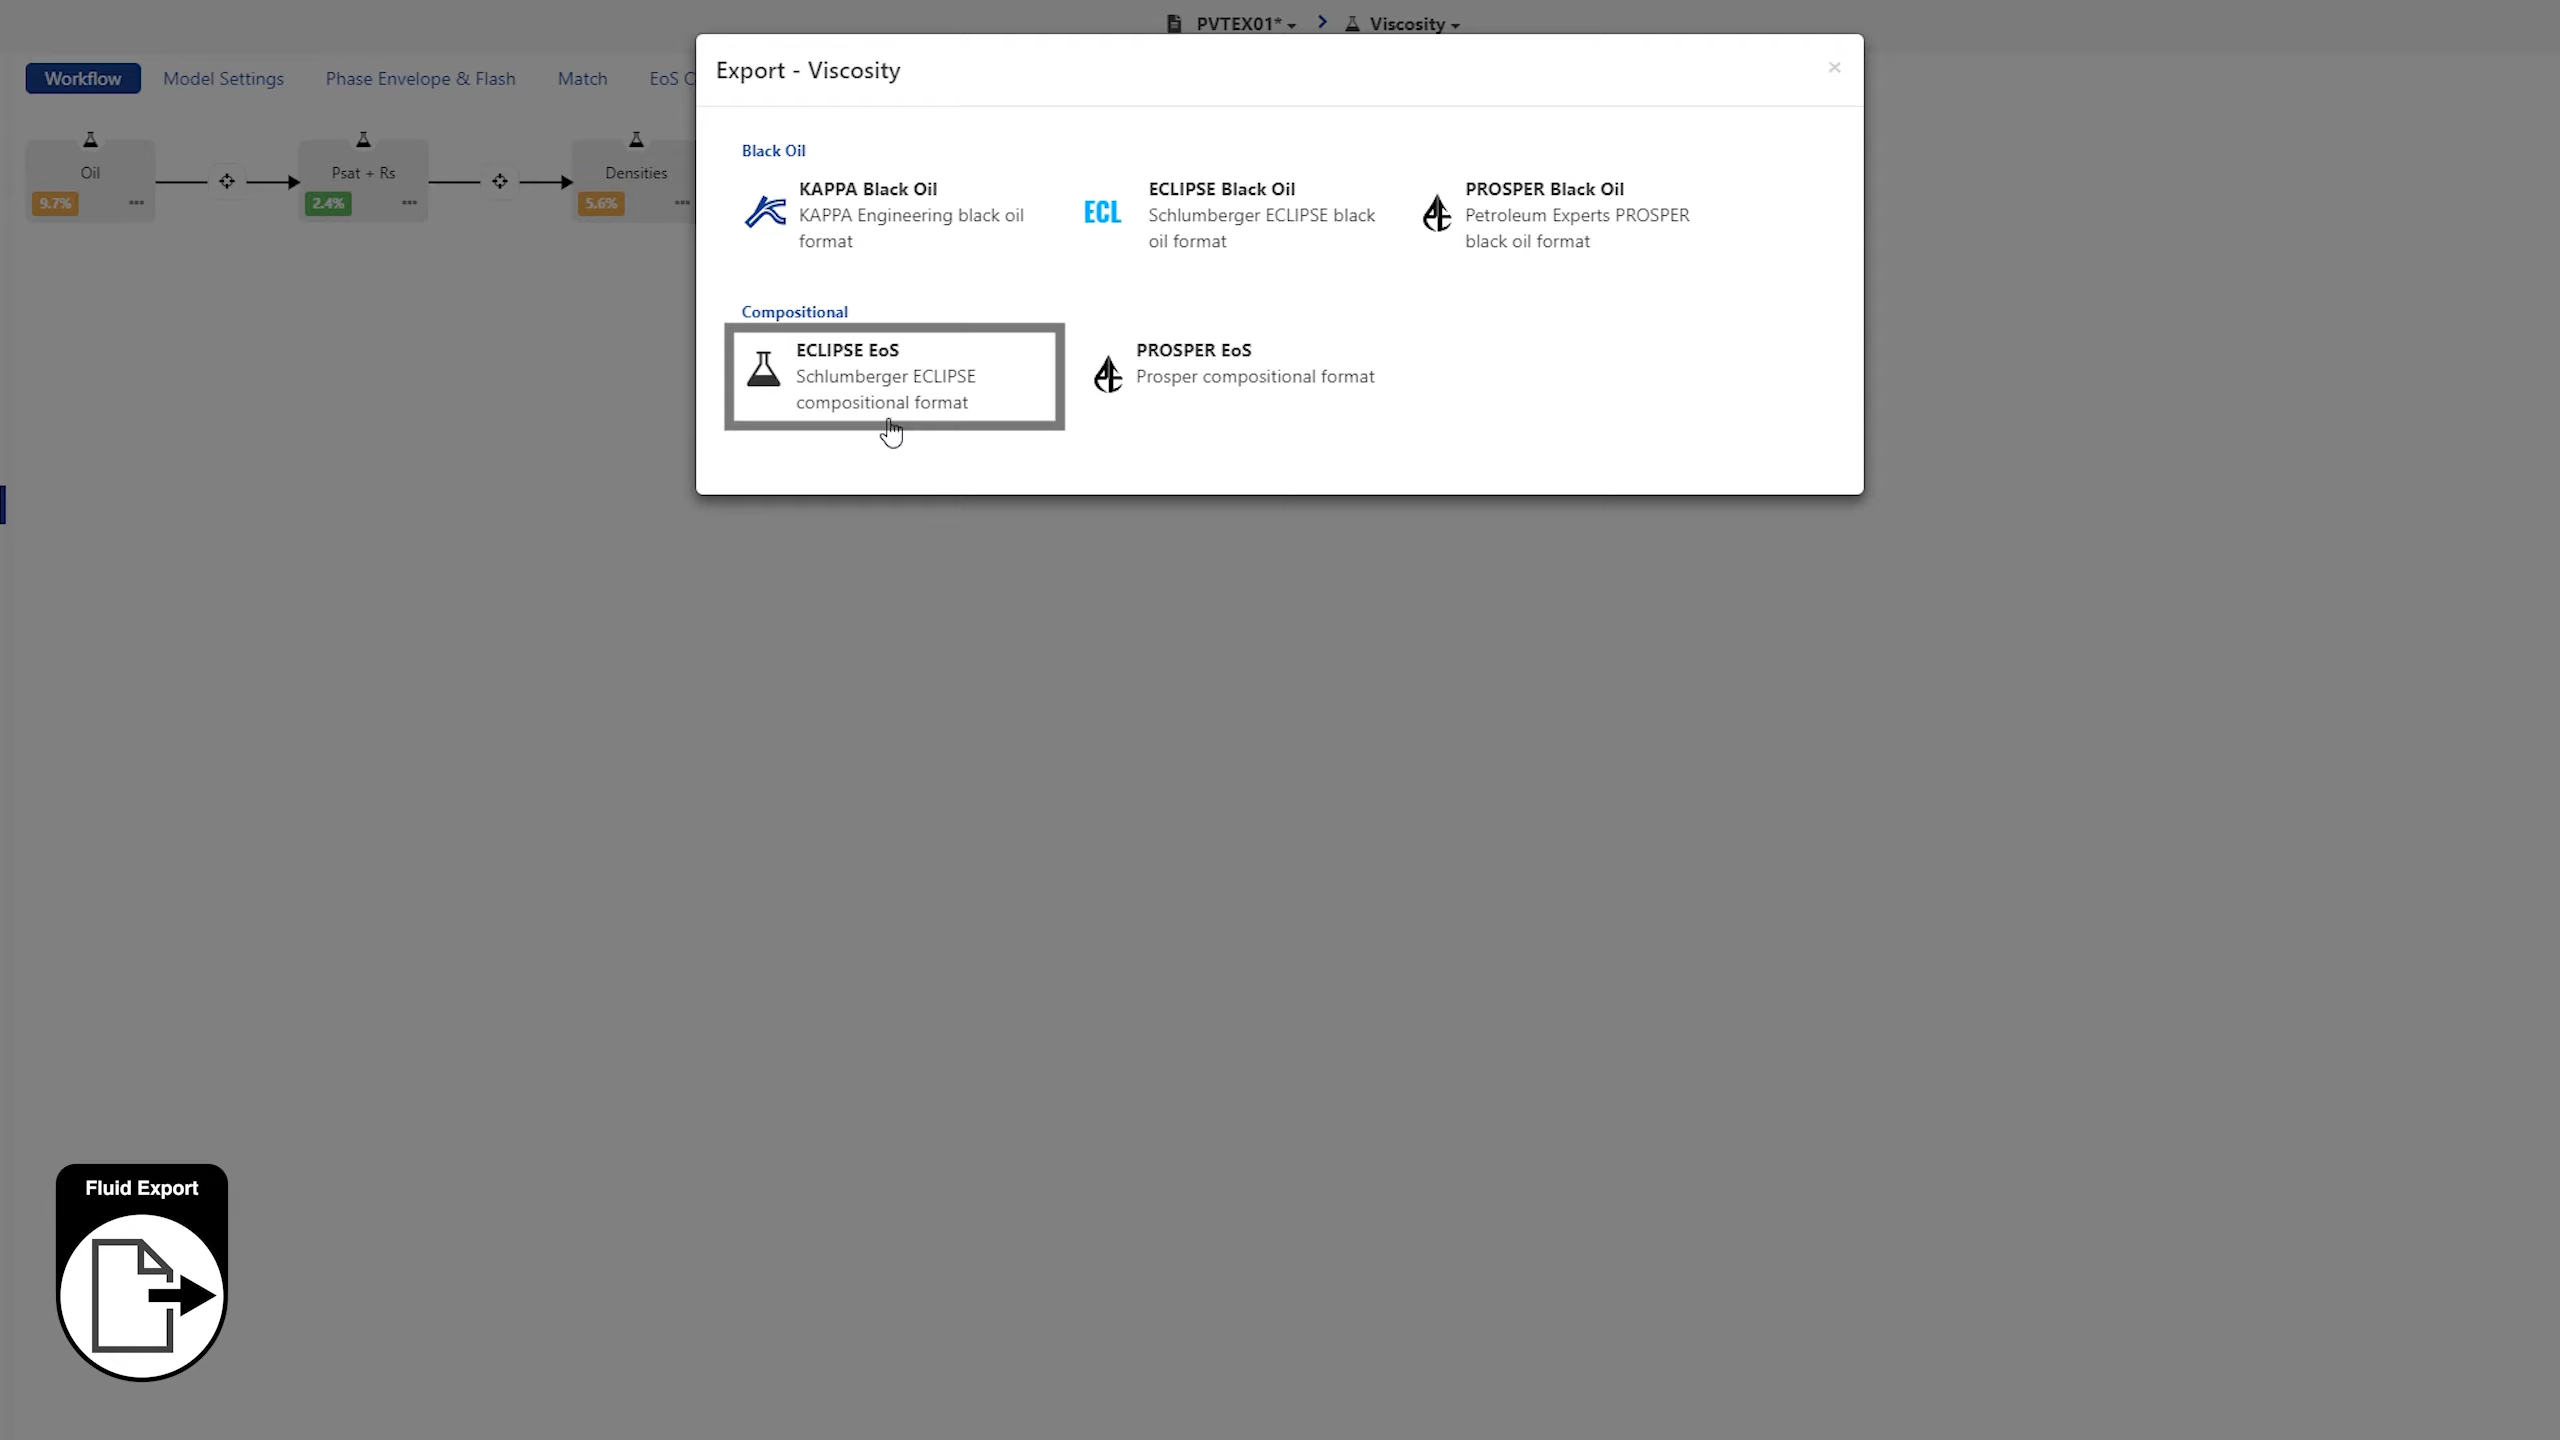 PVTEX01*
Viscosity
Workflow
Model Settings
Phase Envelope & Flash
Match
EoS C
Export - Viscosity
×
Oil
9.7%
Psat + Rs
2.4%
Densities
5.6%
Black Oil
KAPPA Black Oil
KAPPA Engineering black oil
format
ECL
ECLIPSE Black Oil
Schlumberger ECLIPSE black
oil format
PROSPER Black Oil
Petroleum Experts PROSPER
black oil format
Compositional
ECLIPSE EoS
Schlumberger ECLIPSE
compositional format
PROSPER EoS
Prosper compositional format
Fluid Export